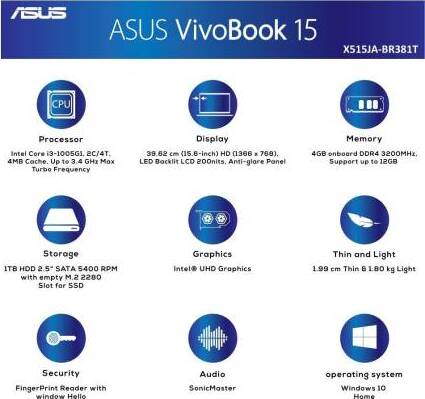 ASUS
ASUS VivoBook 15
X515JA-BR381T
CPU
Processor
Intel Core i3-1005G1, 2C/4T,
4MB Cache, Up to 3.4 GHz Max
Turbo Frequency
Display
39.62 cm (15.6-inch) HD (1366 x 768),
LED Backlit LCD 200nits, Anti-glare Panel
Memory
4GB onboard DDR4 3200MHz,
Support up to 12GB
Storage
1TB HDD 2.5" SATA 5400 RPM
with empty M.2 2280
Slot for SSD
Graphics
Intel® UHD Graphics
Thin and Light
1.99 cm Thin & 1.80 kg Light
Security
FingerPrint Reader with
window Hello
Audio
SonicMaster
operating system
Windows 10
Home